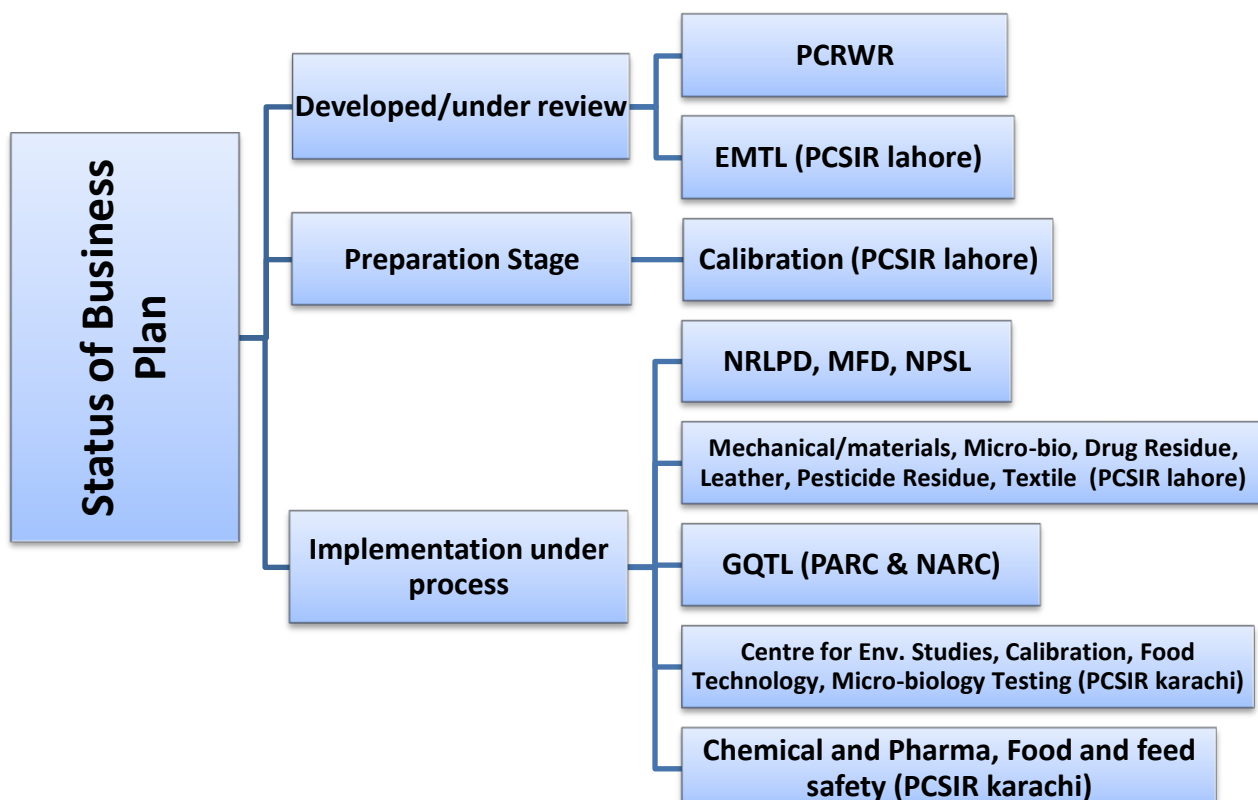 Status of Business
Plan
Developed/under review
PCRWR
EMTL (PCSIR lahore)
Preparation Stage
Calibration (PCSIR lahore)
Implementation under
process
NRLPD, MFD, NPSL
Mechanical/materials, Micro-bio, Drug Residue,
Leather, Pesticide Residue, Textile (PCSIR lahore)
GQTL (PARC & NARC)
Centre for Env. Studies, Calibration, Food
Technology, Micro-biology Testing (PCSIR karachi)
Chemical and Pharma, Food and feed
safety (PCSIR karachi)